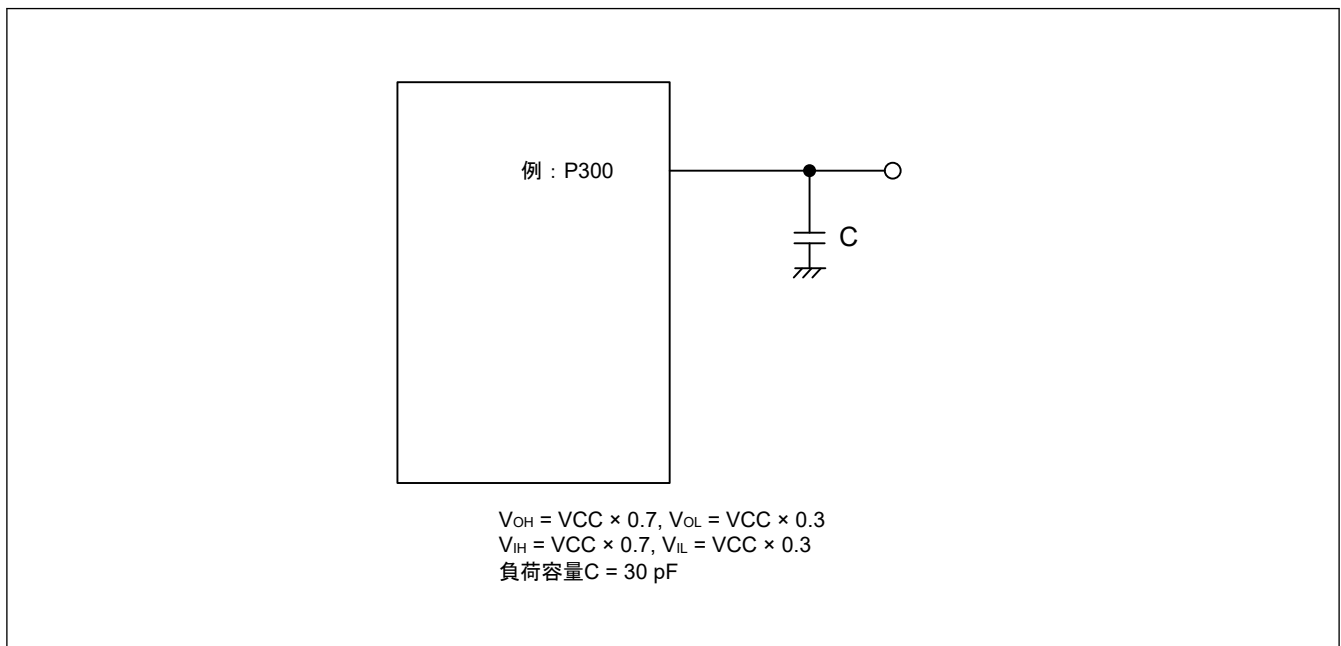 例：P300
C
VOH = VCC × 0.7, VOL = VCC × 0.3
VIH = VCC × 0.7, VIL = VCC × 0.3
負荷容量C = 30 pF